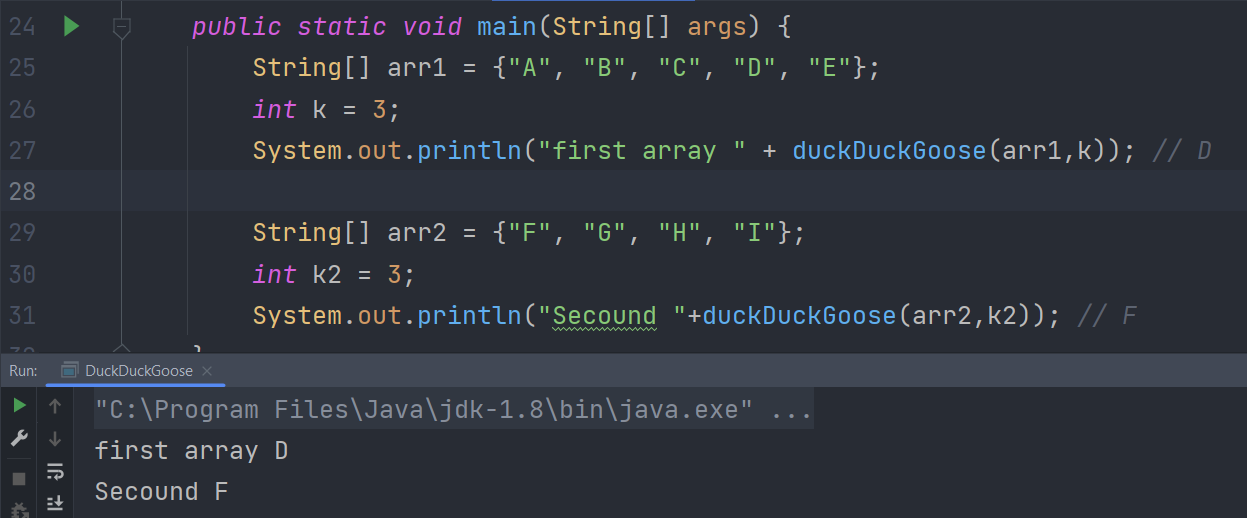 24 public static void main(String[] args) {
25 String[] arr1 = {"A", "B", "C", "D", "E"};
26 int k = 3;
27 System.out.println("first array " + duckDuckGoose(arr1,k)); // D
28
29 String[] arr2 = {"F", "G", "H", "I"};
30 int k2 = 3;
31 System.out.println("Secound "+duckDuckGoose(arr2,k2)); // F
}
Run: DuckDuckGoose ×
"C:\Program Files\Java\jdk-1.8\bin\java.exe" ...
first array D
Secound F